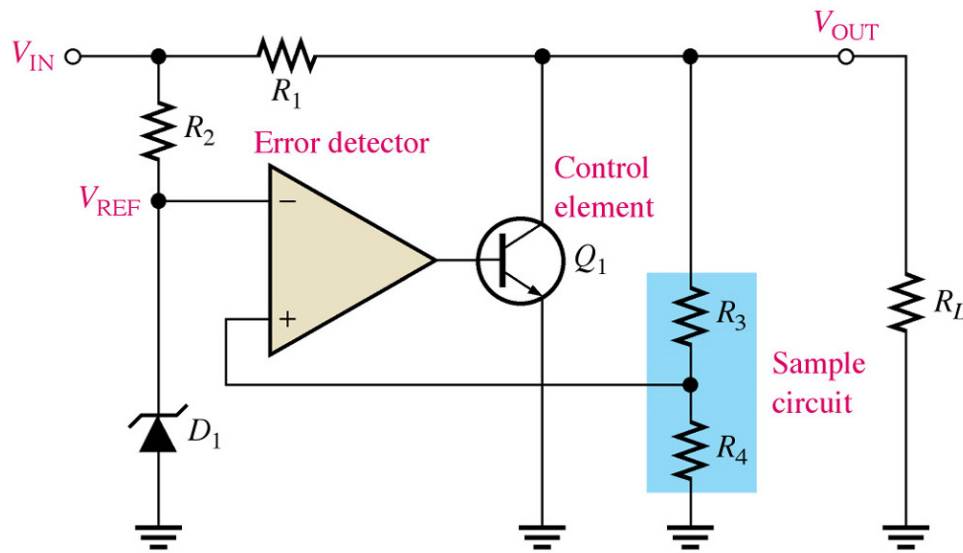 V_OUT
V_IN
R_1
R_2
Error detector
Control
element
V_REF
−
Q_1
+
R_3
R_L
Sample
circuit
D_1
R_4